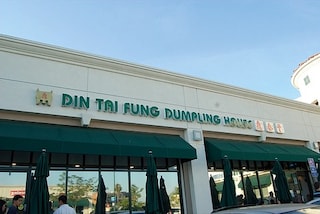 DIN TAI FUNG DUMPLING HOUSE